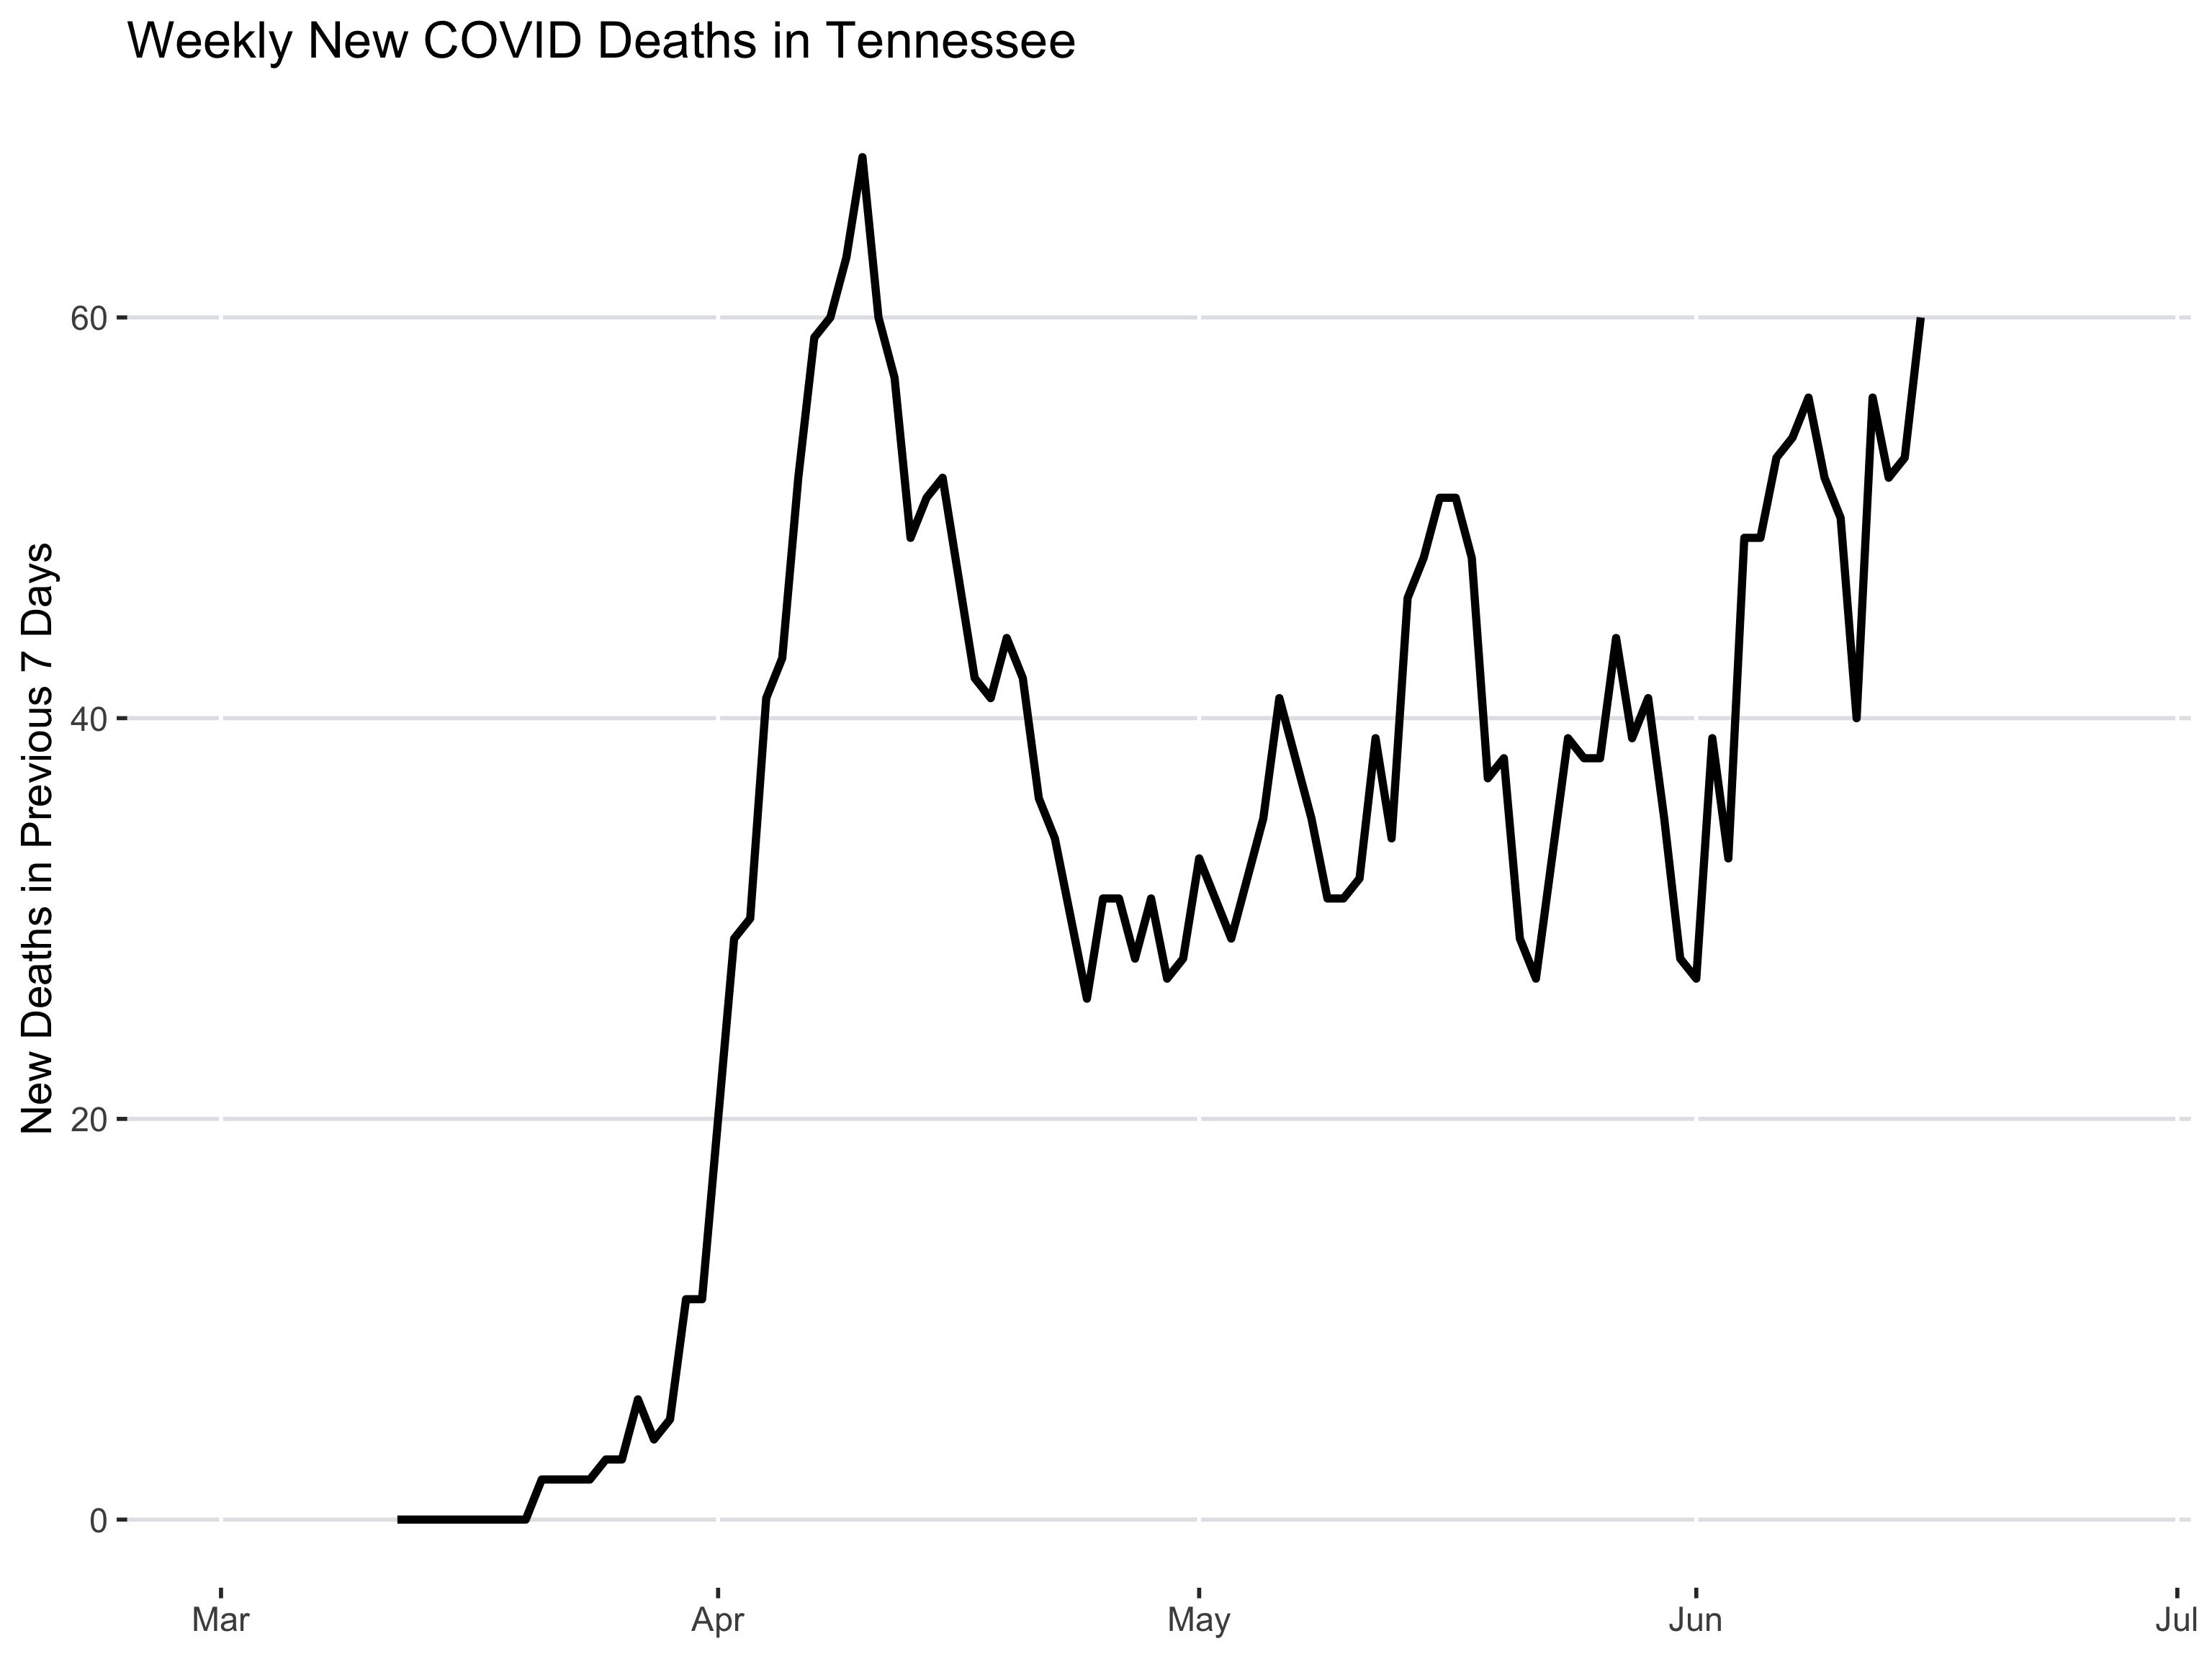 Weekly New COVID Deaths in Tennessee
New Deaths in Previous 7 Days
60
40
20
0
Mar
Apr
May
Jun
Jul